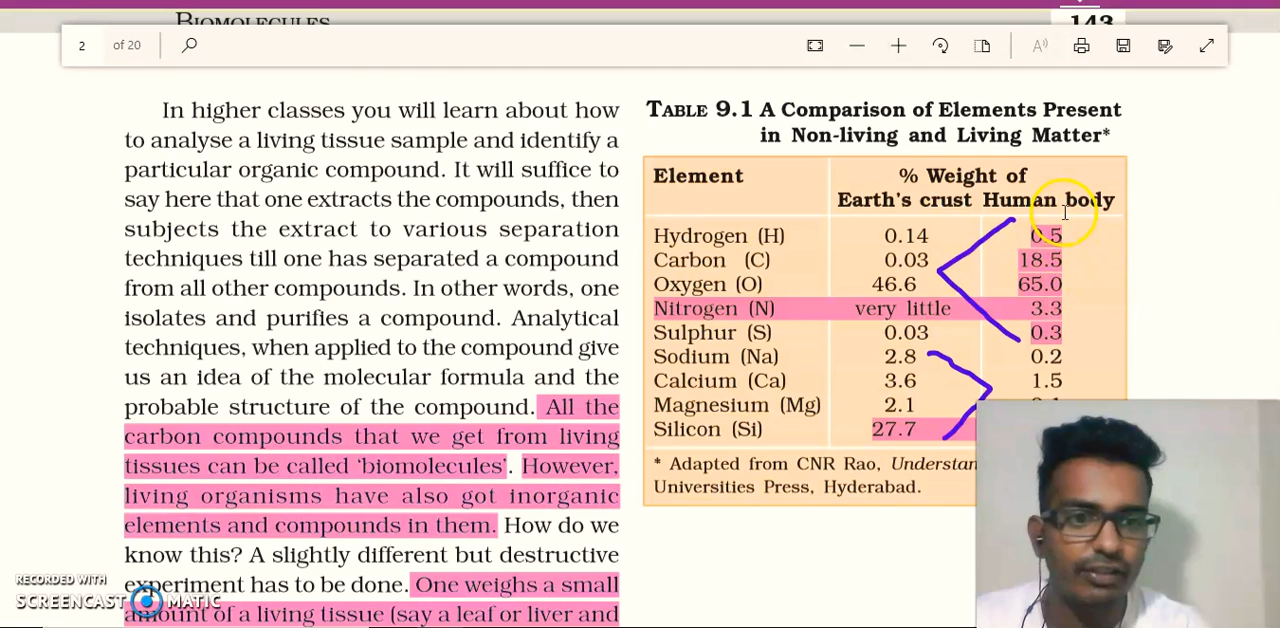 BIOMOLECULES
143
2 of 20
In higher classes you will learn about how
to analyse a living tissue sample and identify a
particular organic compound. It will suffice to
say here that one extracts the compounds, then
subjects the extract to various separation
techniques till one has separated a compound
from all other compounds. In other words, one
isolates and purifies a compound. Analytical
techniques, when applied to the compound give
us an idea of the molecular formula and the
probable structure of the compound. All the
carbon compounds that we get from living
tissues can be called ‘biomolecules’. However,
living organisms have also got inorganic
elements and compounds in them. How do we
know this? A slightly different but destructive
experiment has to be done. One weighs a small
amount of a living tissue (say a leaf or liver and
TABLE 9.1 A Comparison of Elements Present
in Non-living and Living Matter*
Element % Weight of
Earth's crust Human body
Hydrogen (H) 0.14 0.5
Carbon (C) 0.03 18.5
Oxygen (O) 46.6 65.0
Nitrogen (N) very little 3.3
Sulphur (S) 0.03 0.3
Sodium (Na) 2.8 0.2
Calcium (Ca) 3.6 1.5
Magnesium (Mg) 2.1
Silicon (Si) 27.7
* Adapted from CNR Rao, Understan
Universities Press, Hyderabad.
RECORDED WITH
SCREENCAST MATIC